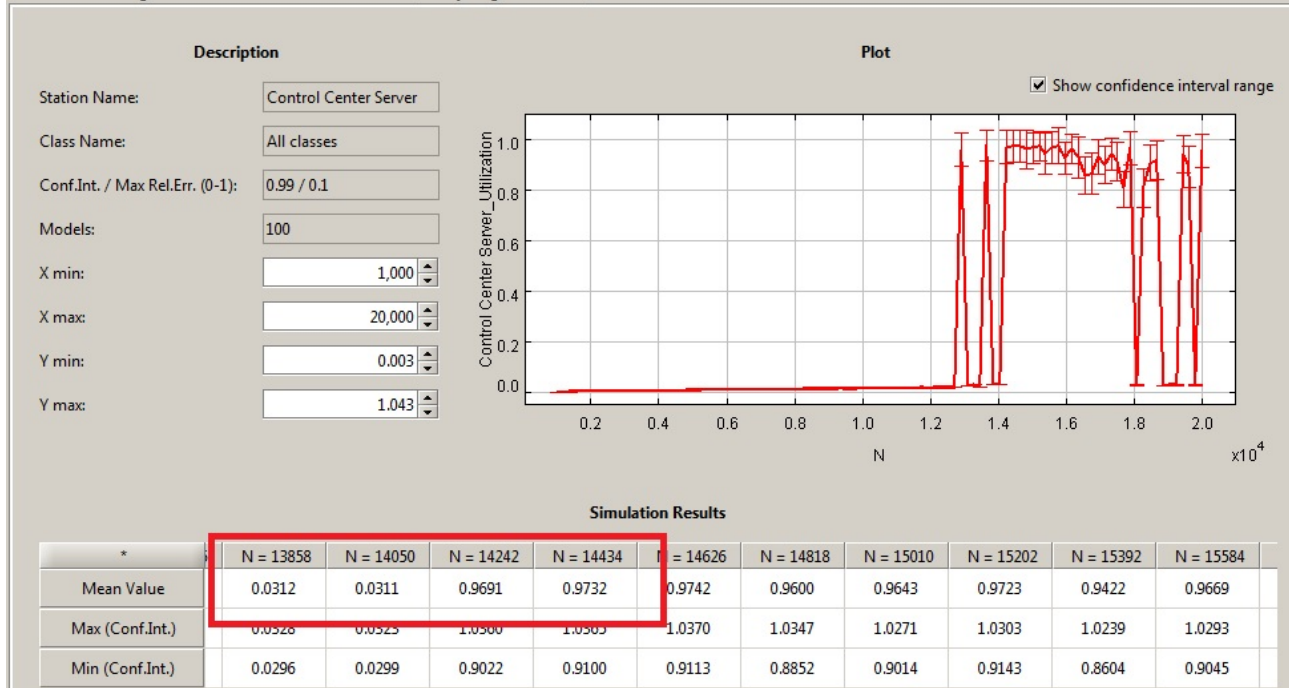 Description
Plot
Station Name: Control Center Server
Show confidence interval range
Class Name: All classes
Conf.Int. / Max Rel.Err. (0-1): 0.99 / 0.1
Models: 100
X min: 1,000
X max: 20,000
Y min: 0.003
Y max: 1.043
Control Center Server_Utilization
1.0
0.8
0.6
0.4
0.2
0.0
0.2 0.4 0.6 0.8 1.0 1.2 1.4 1.6 1.8 2.0
N
x10^4
Simulation Results
* N = 13858 N = 14050 N = 14242 N = 14434 N = 14626 N = 14818 N = 15010 N = 15202 N = 15392 N = 15584
Mean Value 0.0312 0.0311 0.9691 0.9732 0.9742 0.9600 0.9643 0.9723 0.9422 0.9669
Max (Conf.Int.) 1.0370 1.0347 1.0271 1.0303 1.0239 1.0293
Min (Conf.Int.) 0.0296 0.0299 0.9022 0.9100 0.9113 0.8852 0.9014 0.9143 0.8604 0.9045